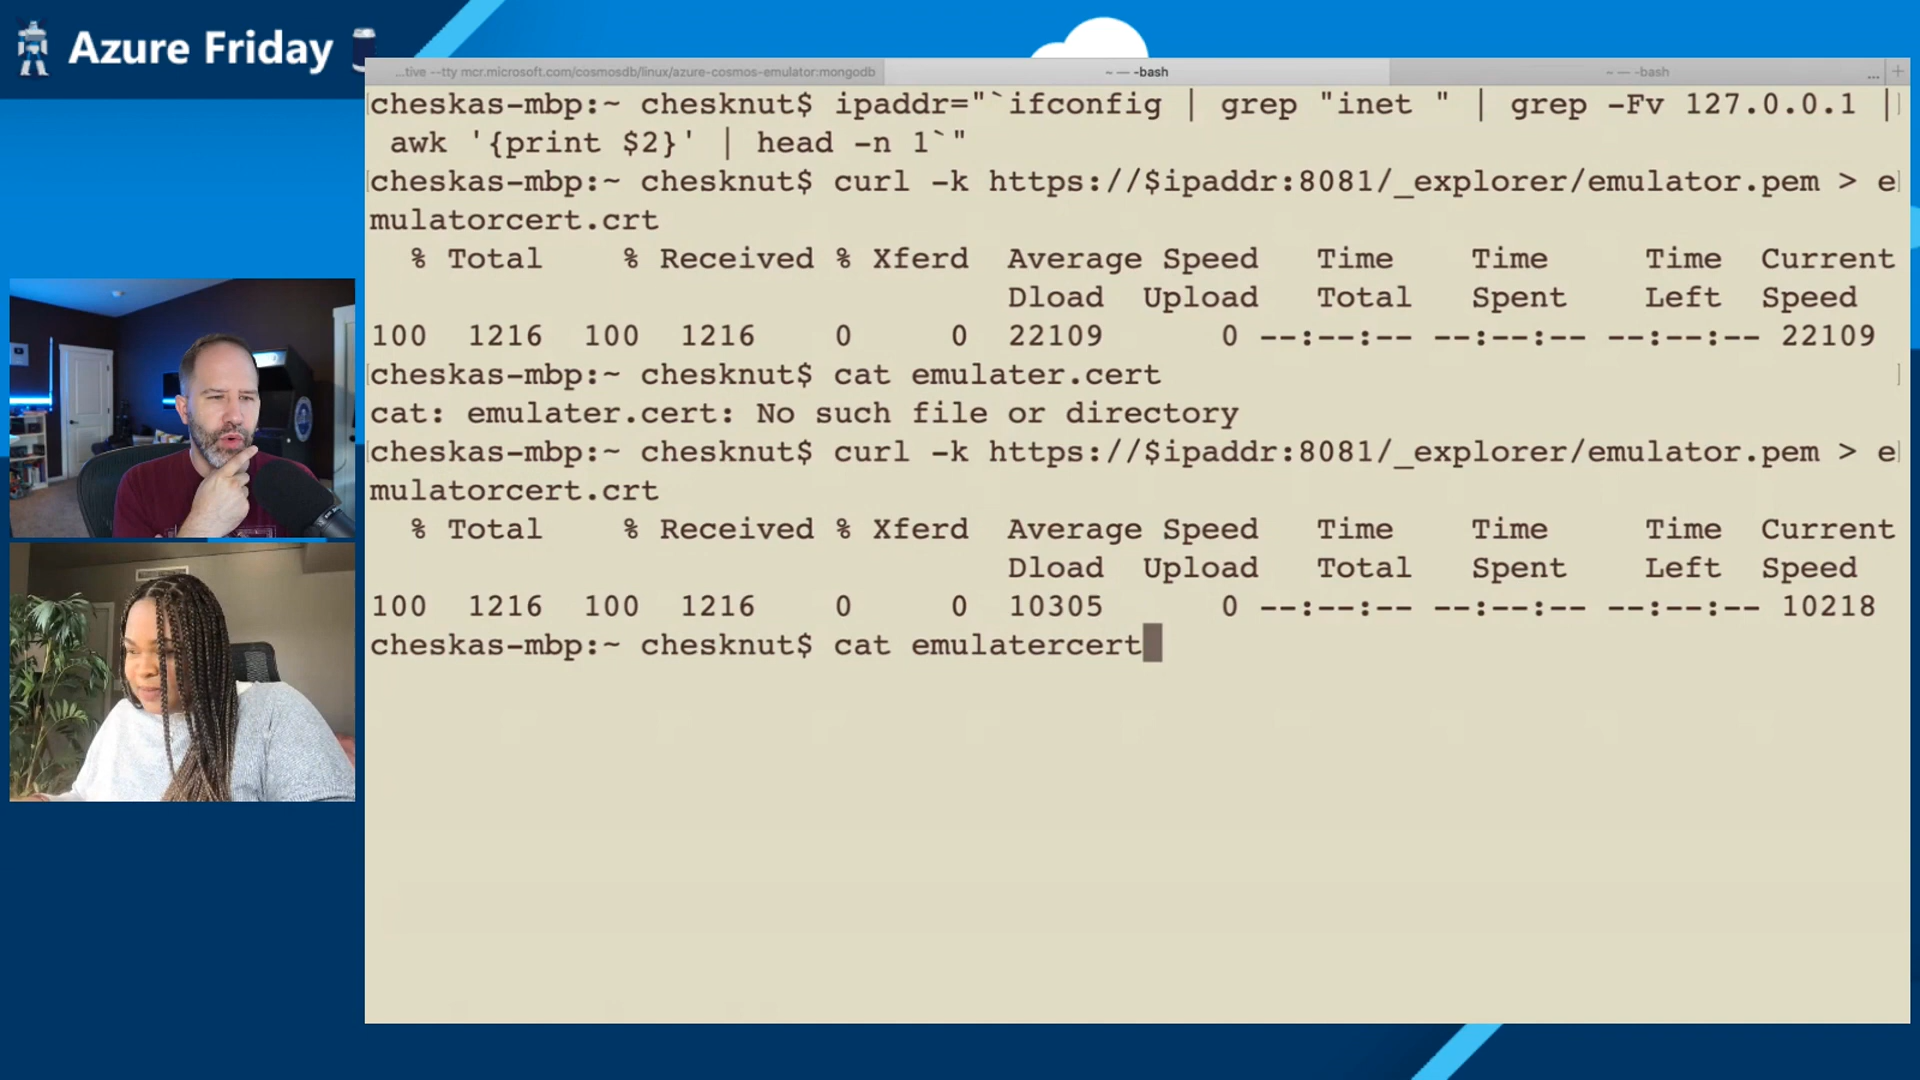 Azure Friday
...tive --tty mcr.microsoft.com/cosmosdb/linux/azure-cosmos-emulator:mongodb
~ — -bash
~ — -bash
... +
cheskas-mbp:~ chesknut$ ipaddr="`ifconfig | grep "inet " | grep -Fv 127.0.0.1 |
awk '{print $2}' | head -n 1`"
cheskas-mbp:~ chesknut$ curl -k https://$ipaddr:8081/_explorer/emulator.pem > e
mulatorcert.crt
% Total % Received % Xferd Average Speed Time Time Time Current
Dload Upload Total Spent Left Speed
100 1216 100 1216 0 0 22109 0 --:--:-- --:--:-- --:--:-- 22109
cheskas-mbp:~ chesknut$ cat emulater.cert
cat: emulater.cert: No such file or directory
cheskas-mbp:~ chesknut$ curl -k https://$ipaddr:8081/_explorer/emulator.pem > e
mulatorcert.crt
% Total % Received % Xferd Average Speed Time Time Time Current
Dload Upload Total Spent Left Speed
100 1216 100 1216 0 0 10305 0 --:--:-- --:--:-- --:--:-- 10218
cheskas-mbp:~ chesknut$ cat emulatercert